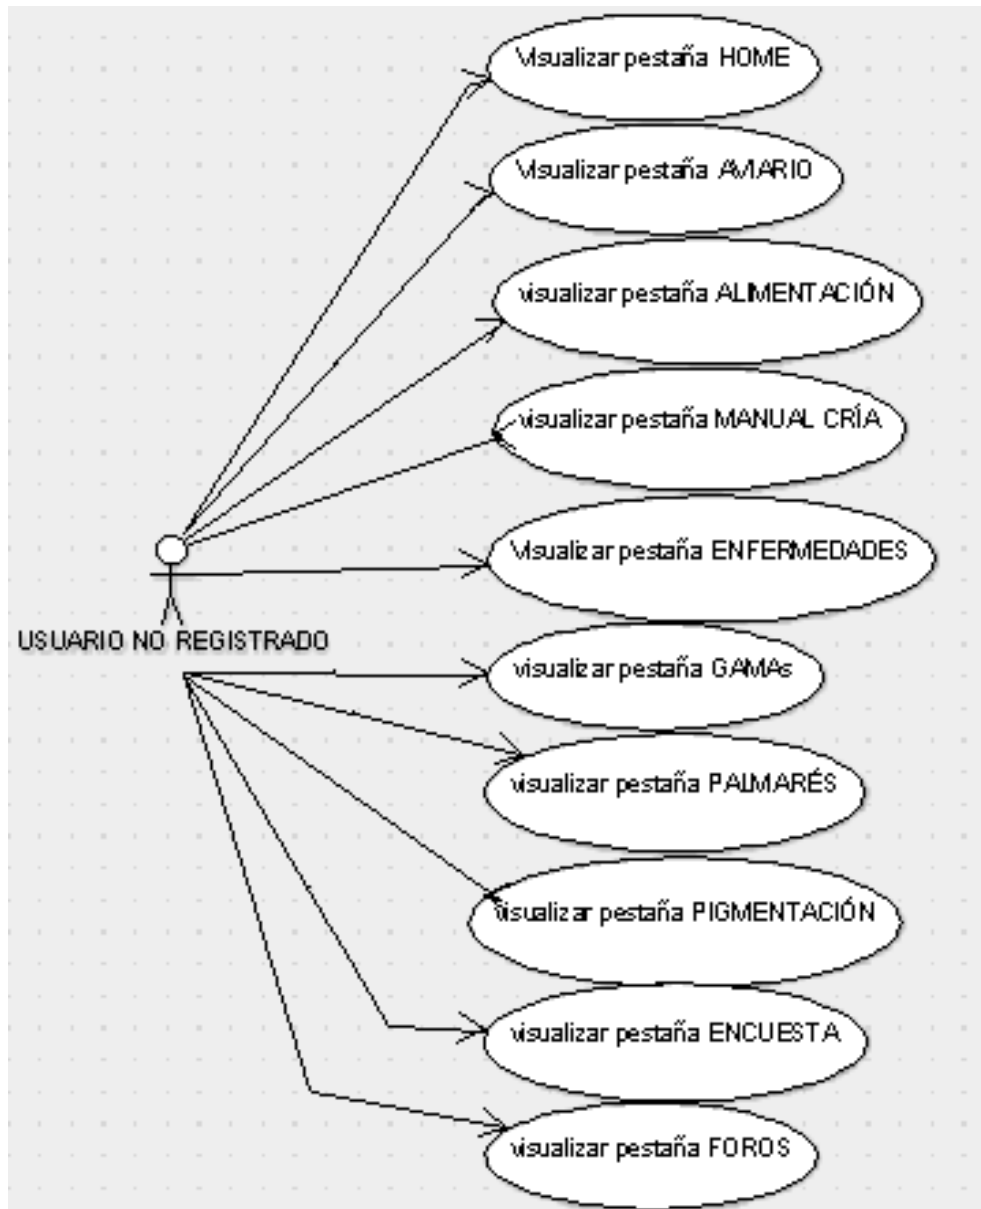 Visualizar pestaña HOME
Visualizar pestaña AVIARIO
visualizar pestaña ALIMENTACIÓN
visualizar pestaña MANUAL CRÍA
Visualizar pestaña ENFERMEDADES
USUARIO NO REGISTRADO
visualizar pestaña GAMAs
visualizar pestaña PALMARÉS
visualizar pestaña PIGMENTACIÓN
visualizar pestaña ENCUESTA
visualizar pestaña FOROS